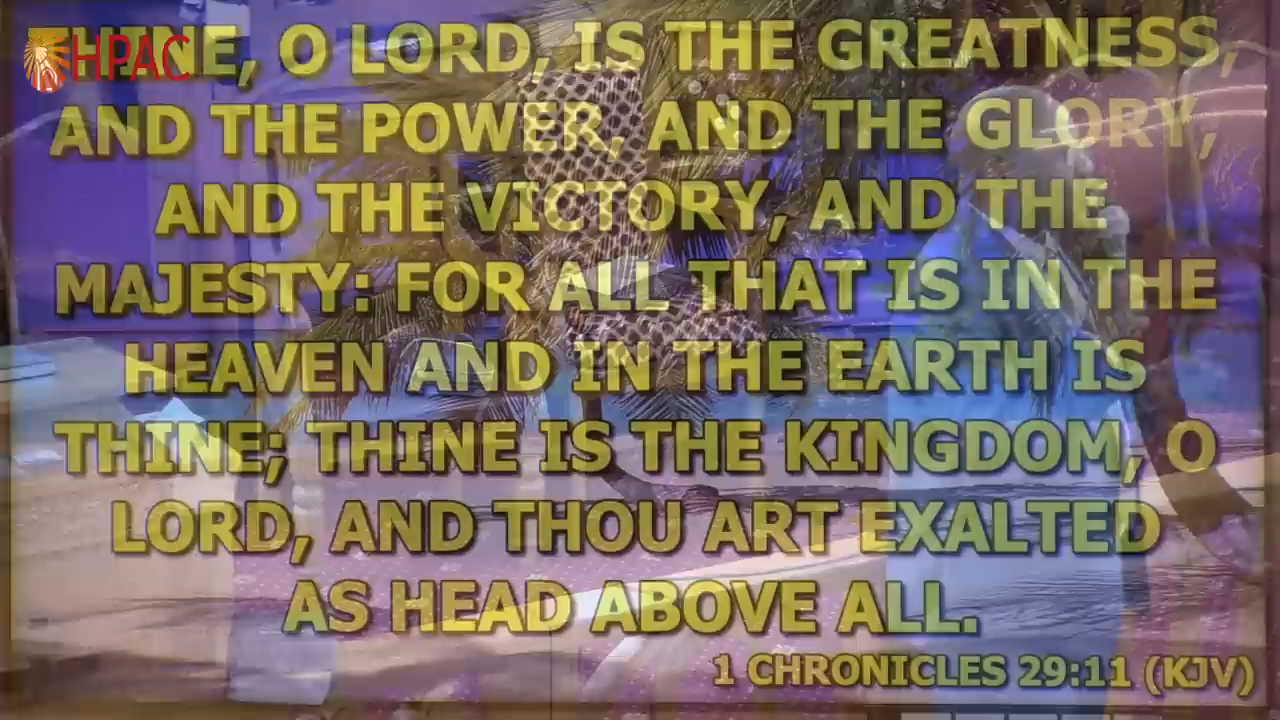 HPAC
THINE, O LORD, IS THE GREATNESS,
AND THE POWER, AND THE GLORY,
AND THE VICTORY, AND THE
MAJESTY: FOR ALL THAT IS IN THE
HEAVEN AND IN THE EARTH IS
THINE; THINE IS THE KINGDOM, O
LORD, AND THOU ART EXALTED
AS HEAD ABOVE ALL.
1 CHRONICLES 29:11 (KJV)